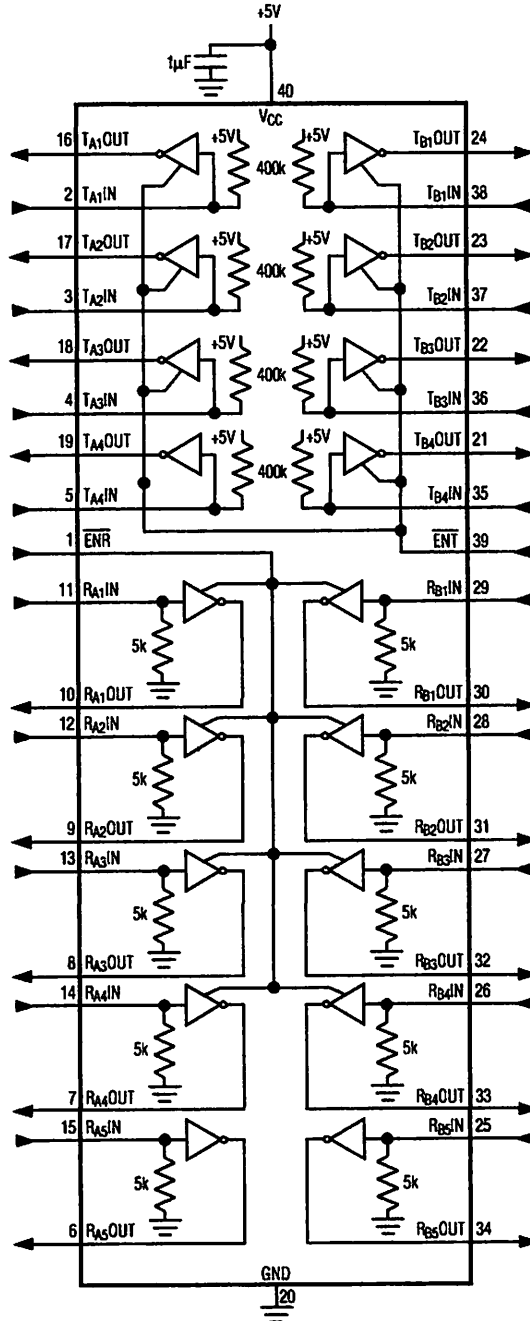 +5V
1µF
40
VCC
16 TA1OUT +5V +5V TB1OUT 24
400k
2 TA1IN TB1IN 38
17 TA2OUT +5V +5V TB2OUT 23
400k
3 TA2IN TB2IN 37
18 TA3OUT +5V +5V TB3OUT 22
400k
4 TA3IN TB3IN 36
19 TA4OUT +5V +5V TB4OUT 21
400k
5 TA4IN TB4IN 35
1 E̅N̅R̅ E̅N̅T̅ 39
11 RA1IN RB1IN 29
5k 5k
10 RA1OUT RB1OUT 30
12 RA2IN RB2IN 28
5k 5k
9 RA2OUT RB2OUT 31
13 RA3IN RB3IN 27
5k 5k
8 RA3OUT RB3OUT 32
14 RA4IN RB4IN 26
5k 5k
7 RA4OUT RB4OUT 33
15 RA5IN RB5IN 25
5k 5k
6 RA5OUT RB5OUT 34
GND
20